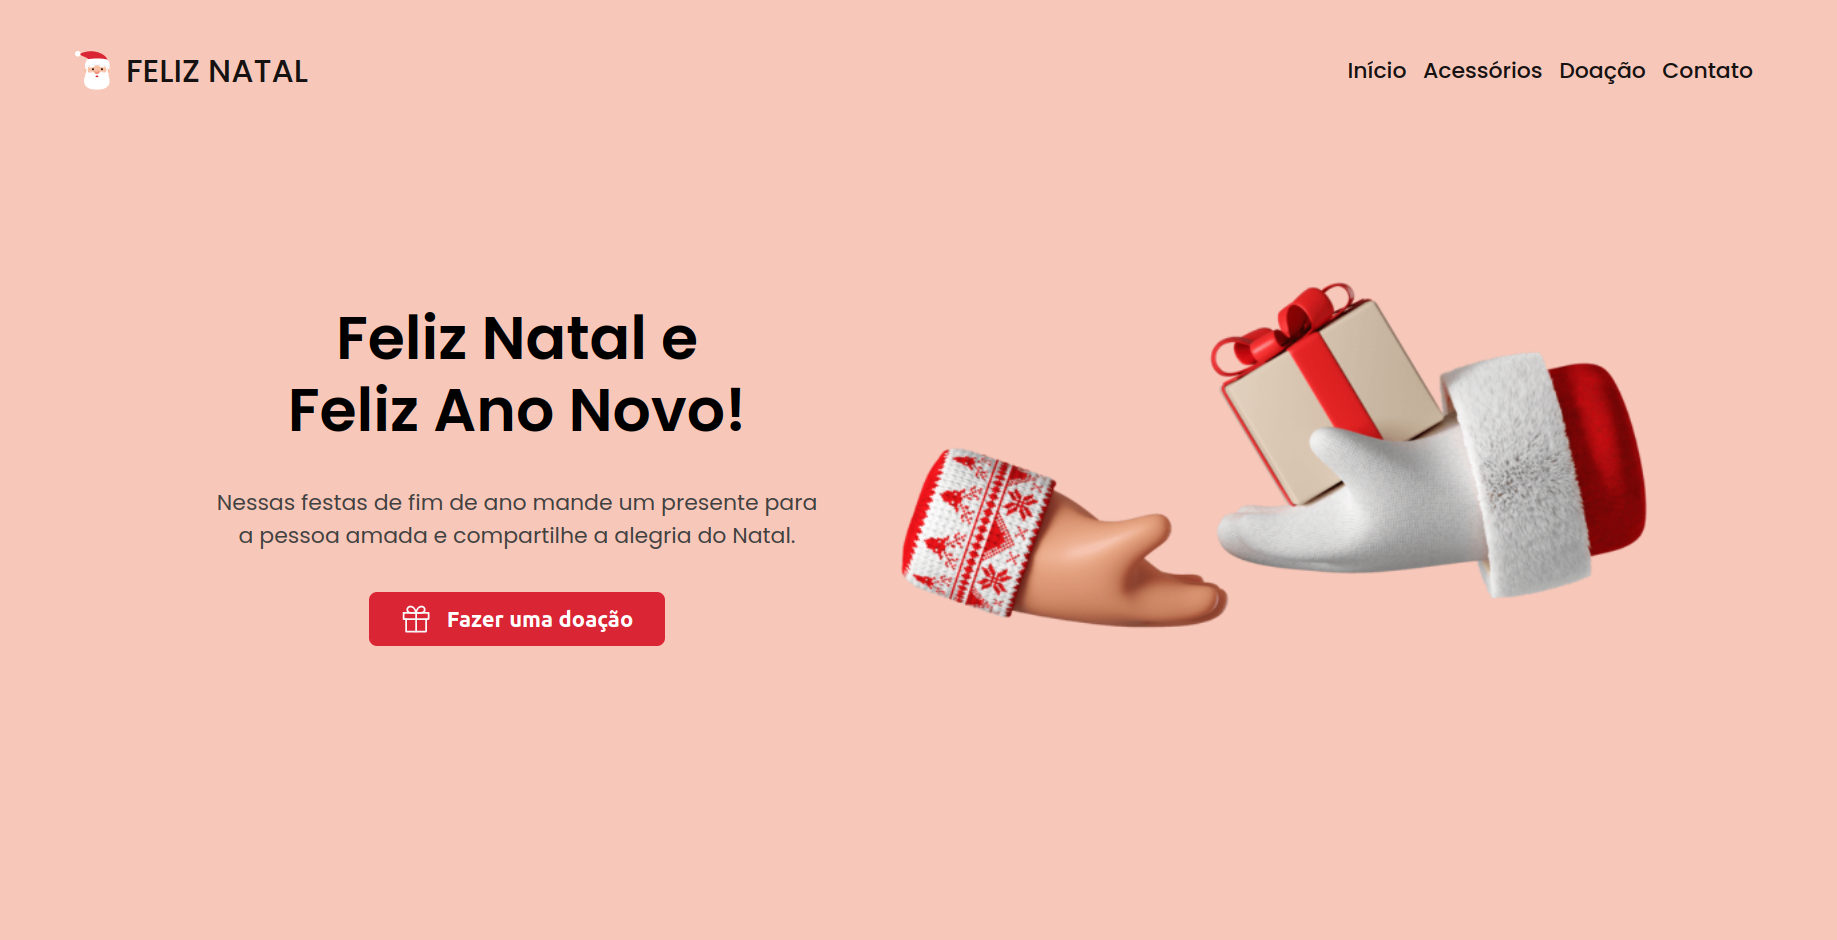 FELIZ NATAL
Início Acessórios Doação Contato
Feliz Natal e
Feliz Ano Novo!
Nessas festas de fim de ano mande um presente para
a pessoa amada e compartilhe a alegria do Natal.
Fazer uma doação